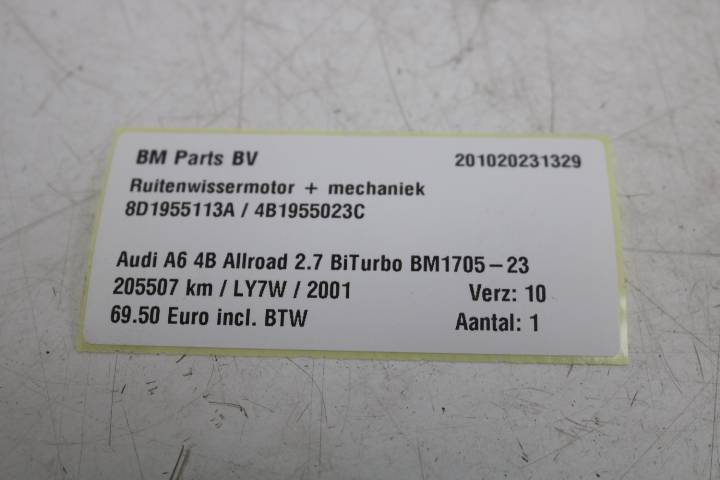 BM Parts BV 201020231329
Ruitenwissermotor + mechaniek
8D1955113A / 4B1955023C
Audi A6 4B Allroad 2.7 BiTurbo BM1705-23
205507 km / LY7W / 2001 Verz: 10
69.50 Euro incl. BTW Aantal: 1